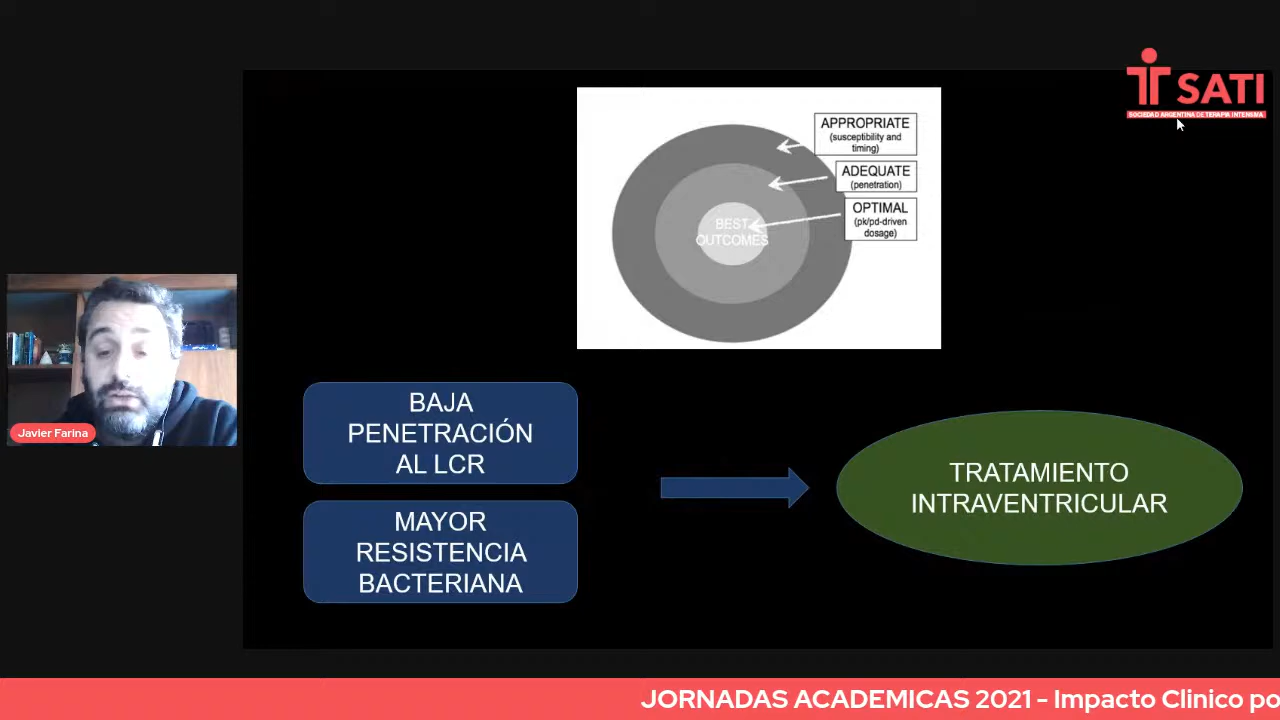 SATI
SOCIEDAD ARGENTINA DE TERAPIA INTENSIVA
APPROPRIATE
(susceptibility and
timing)
ADEQUATE
(penetration)
OPTIMAL
(pk/pd-driven
dosage)
BEST
OUTCOMES
BAJA
PENETRACIÓN
AL LCR
MAYOR
RESISTENCIA
BACTERIANA
TRATAMIENTO
INTRAVENTRICULAR
Javier Farina
JORNADAS ACADEMICAS 2021 - Impacto Clinico po